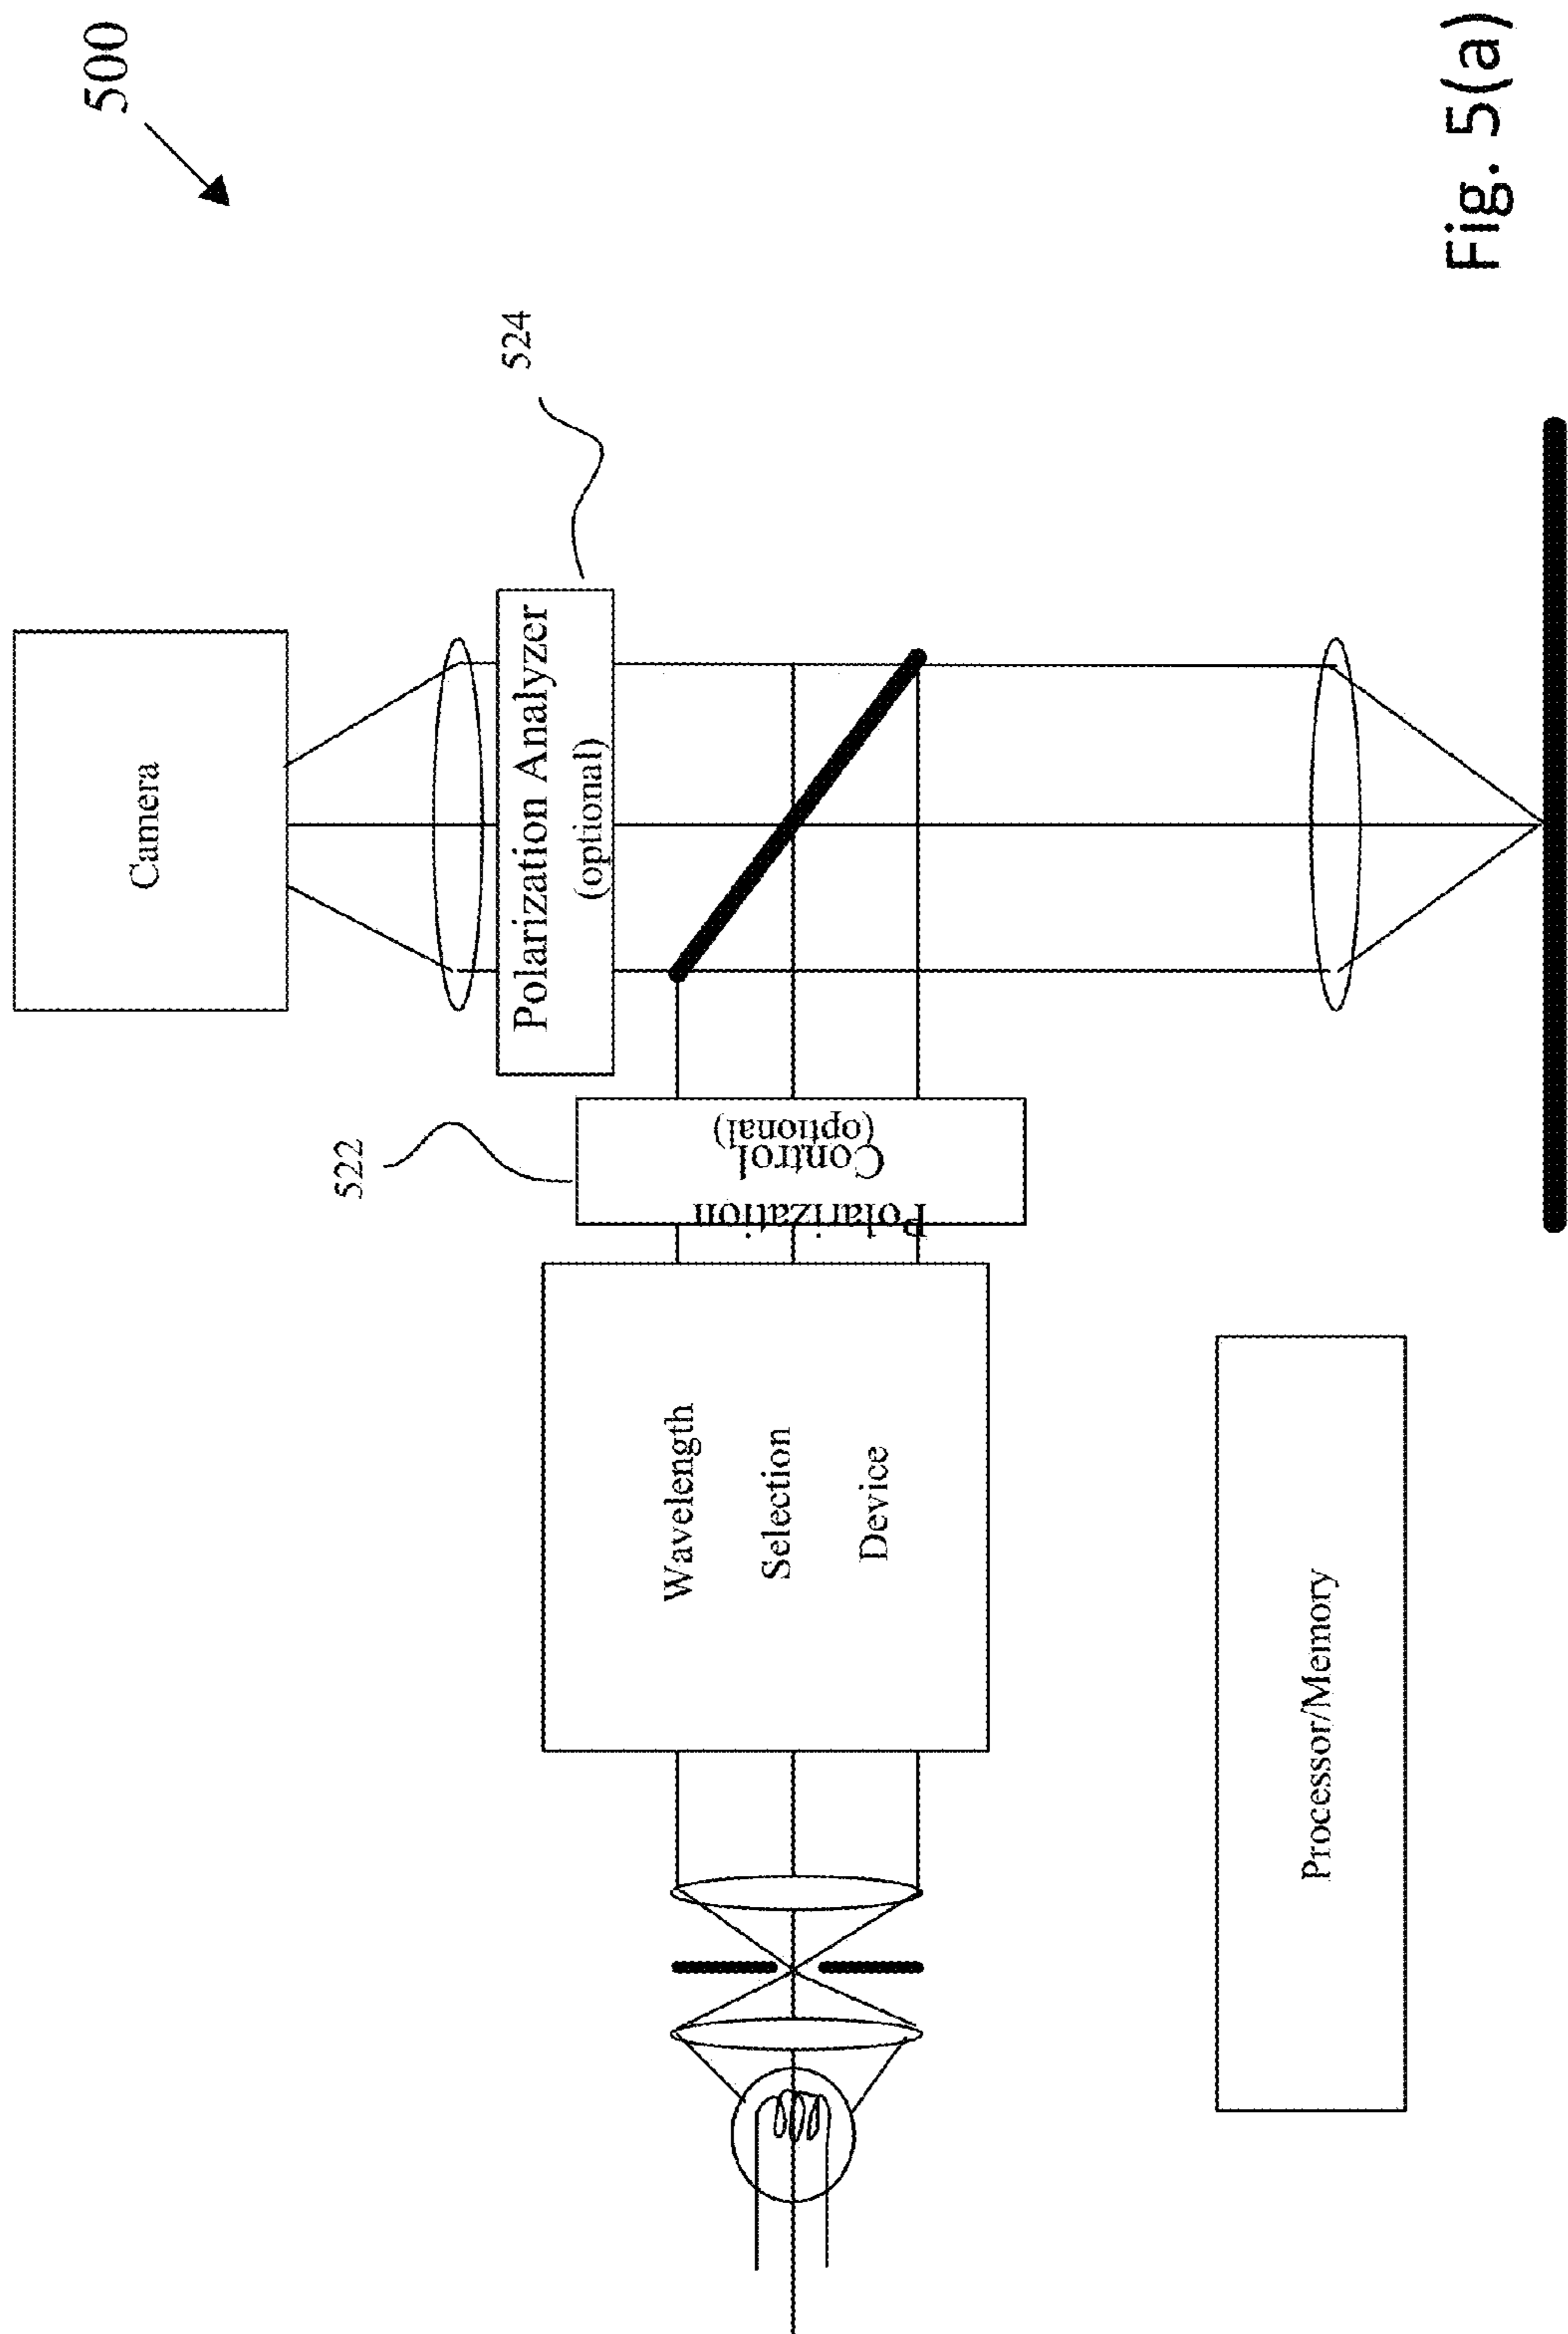 500
Camera
524
Polarization Analyzer
(optional)
522
Polarization
Control
(optional)
Wavelength
Selection
Device
Processor/Memory
Fig. 5(a)